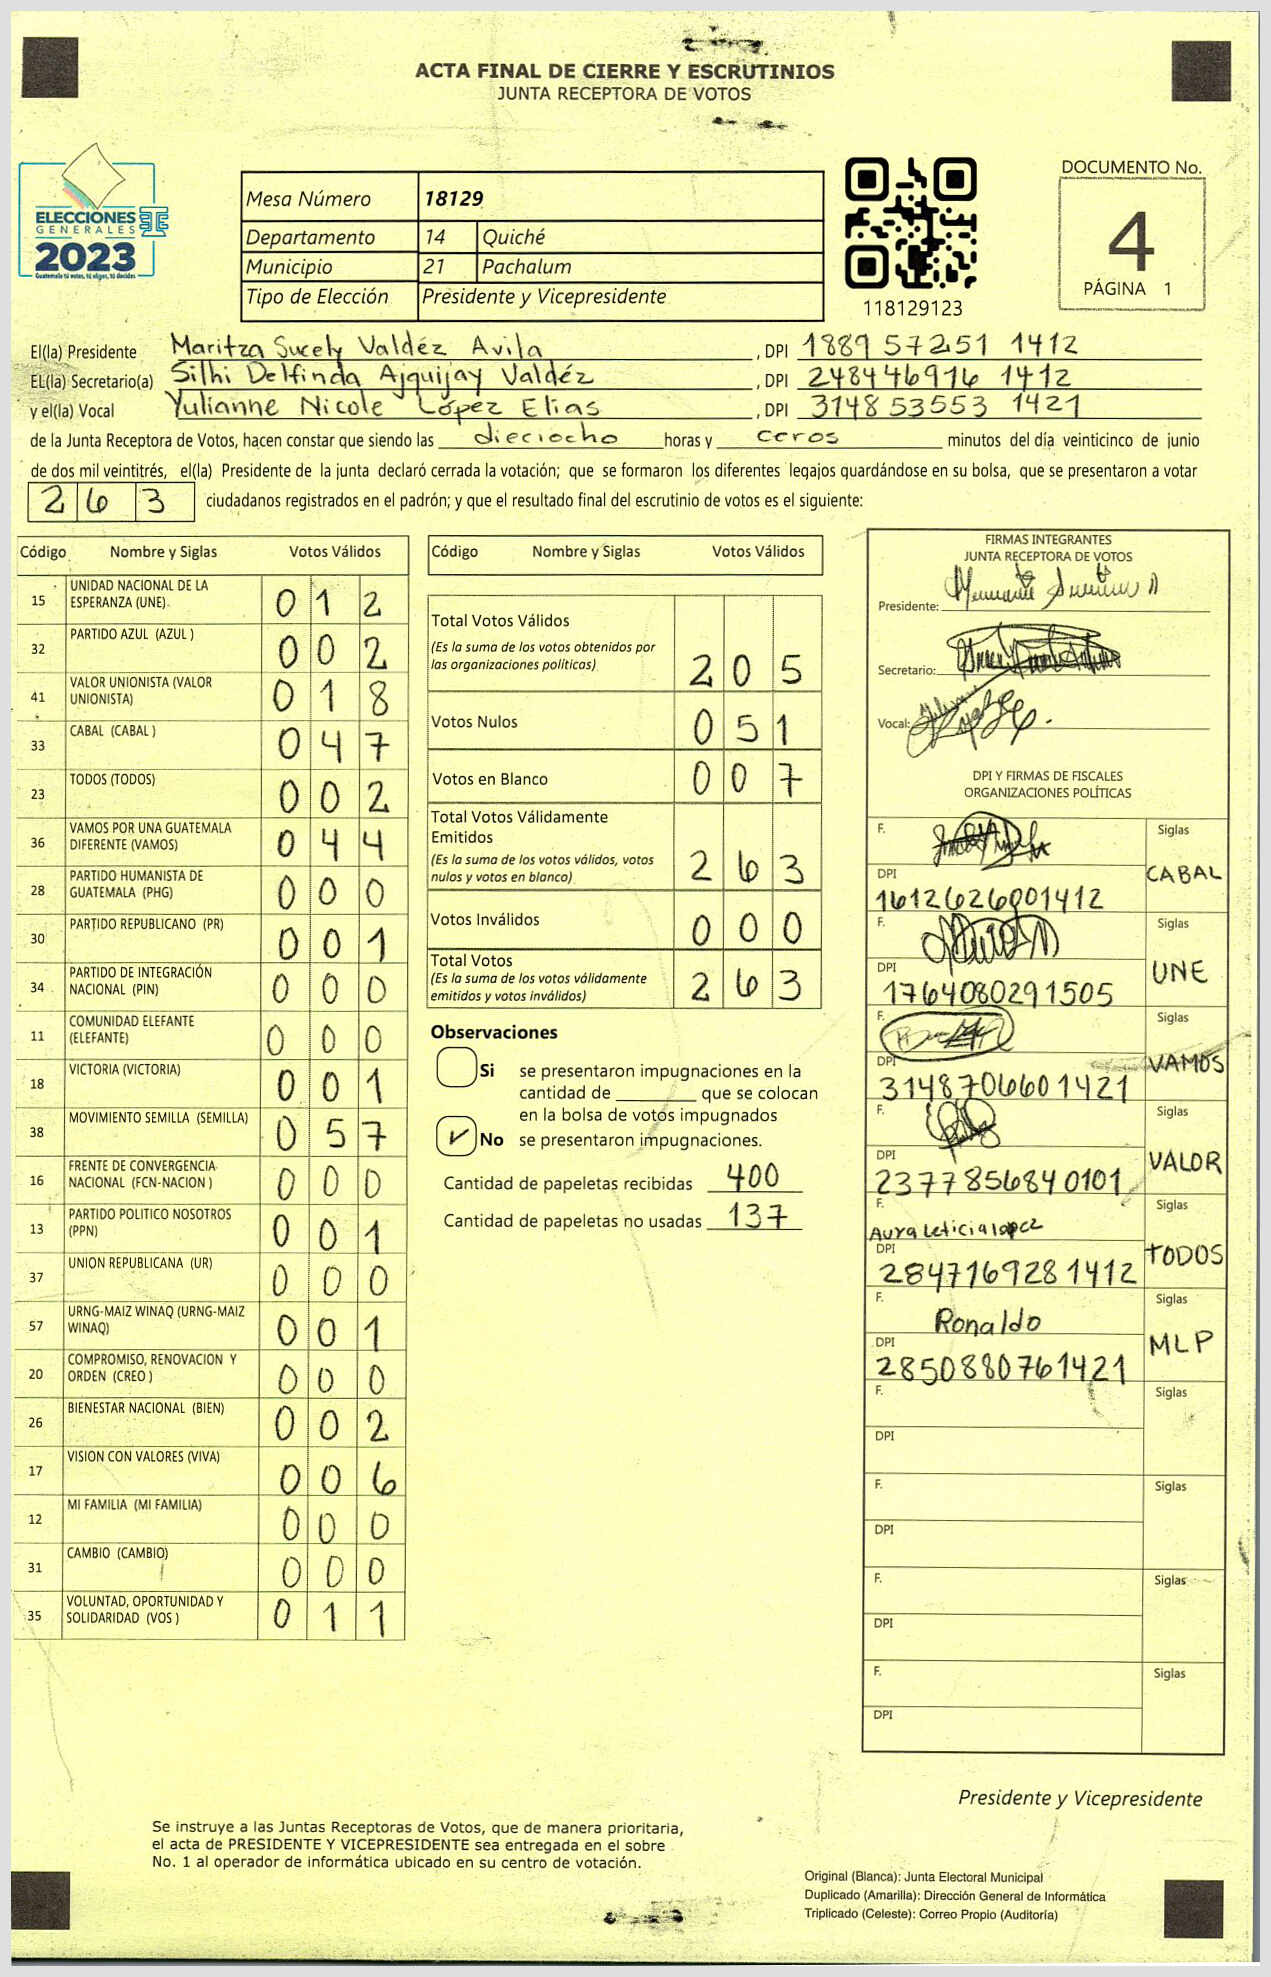 ACTA FINAL DE CIERRE Y ESCRUTINIOS
JUNTA RECEPTORA DE VOTOS
ELECCIONES
GENERALES
2023
Guatemala tú votas, tú eliges, tú decides
Mesa Número 18129
Departamento 14 Quiché
Municipio 21 Pachalum
Tipo de Elección Presidente y Vicepresidente
118129123
DOCUMENTO No.
4
PÁGINA 1
El(la) Presidente Maritza Sucely Valdéz Avila , DPI 1889 57251 1412
EL(la) Secretario(a) Silhi Delfinda Ajquijay Valdéz , DPI 248446916 1412
y el(la) Vocal Yulianne Nicole López Elias , DPI 3148 53553 1421
de la Junta Receptora de Votos, hacen constar que siendo las dieciocho horas y ceros minutos del día veinticinco de junio
de dos mil veintitrés, el(la) Presidente de la junta declaró cerrada la votación; que se formaron los diferentes legajos guardándose en su bolsa, que se presentaron a votar
263 ciudadanos registrados en el padrón; y que el resultado final del escrutinio de votos es el siguiente:
Código Nombre y Siglas Votos Válidos
15 UNIDAD NACIONAL DE LA ESPERANZA (UNE) 0 1 2
32 PARTIDO AZUL (AZUL ) 0 0 2
41 VALOR UNIONISTA (VALOR UNIONISTA) 0 1 8
33 CABAL (CABAL ) 0 4 7
23 TODOS (TODOS) 0 0 2
36 VAMOS POR UNA GUATEMALA DIFERENTE (VAMOS) 0 4 4
28 PARTIDO HUMANISTA DE GUATEMALA (PHG) 0 0 0
30 PARTIDO REPUBLICANO (PR) 0 0 1
34 PARTIDO DE INTEGRACIÓN NACIONAL (PIN) 0 0 0
11 COMUNIDAD ELEFANTE (ELEFANTE) 0 0 0
18 VICTORIA (VICTORIA) 0 0 1
38 MOVIMIENTO SEMILLA (SEMILLA) 0 5 7
16 FRENTE DE CONVERGENCIA NACIONAL (FCN-NACION ) 0 0 0
13 PARTIDO POLITICO NOSOTROS (PPN) 0 0 1
37 UNION REPUBLICANA (UR) 0 0 0
57 URNG-MAIZ WINAQ (URNG-MAIZ WINAQ) 0 0 1
20 COMPROMISO, RENOVACION Y ORDEN (CREO ) 0 0 0
26 BIENESTAR NACIONAL (BIEN) 0 0 2
17 VISION CON VALORES (VIVA) 0 0 6
12 MI FAMILIA (MI FAMILIA) 0 0 0
31 CAMBIO (CAMBIO) 0 0 0
35 VOLUNTAD, OPORTUNIDAD Y SOLIDARIDAD (VOS ) 0 1 1
Código Nombre y Siglas Votos Válidos
Total Votos Válidos 2 0 5
(Es la suma de los votos obtenidos por
las organizaciones políticas)
Votos Nulos 0 5 1
Votos en Blanco 0 0 7
Total Votos Válidamente
Emitidos 2 6 3
(Es la suma de los votos válidos, votos
nulos y votos en blanco)
Votos Inválidos 0 0 0
Total Votos 2 6 3
(Es la suma de los votos válidamente
emitidos y votos inválidos)
Observaciones
Si se presentaron impugnaciones en la
cantidad de ________ que se colocan
en la bolsa de votos impugnados
✓ No se presentaron impugnaciones.
Cantidad de papeletas recibidas 400
Cantidad de papeletas no usadas 137
FIRMAS INTEGRANTES
JUNTA RECEPTORA DE VOTOS
Presidente:
Secretario:
Vocal:
DPI Y FIRMAS DE FISCALES
ORGANIZACIONES POLÍTICAS
F. Siglas
DPI CABAL
1612626001412
F. Siglas
DPI UNE
1764080291505
F. Siglas
DPI VAMOS
3148706601421
F. Siglas
DPI VALOR
2377856840101
F. Siglas
Aura Leticia lopez
DPI TODOS
2847169281412
F. Siglas
Ronaldo
DPI MLP
2850880761421
F. Siglas
DPI
F. Siglas
DPI
F. Siglas
DPI
F. Siglas
DPI
Presidente y Vicepresidente
Se instruye a las Juntas Receptoras de Votos, que de manera prioritaria,
el acta de PRESIDENTE Y VICEPRESIDENTE sea entregada en el sobre
No. 1 al operador de informática ubicado en su centro de votación.
Original (Blanca): Junta Electoral Municipal
Duplicado (Amarilla): Dirección General de Informática
Triplicado (Celeste): Correo Propio (Auditoría)